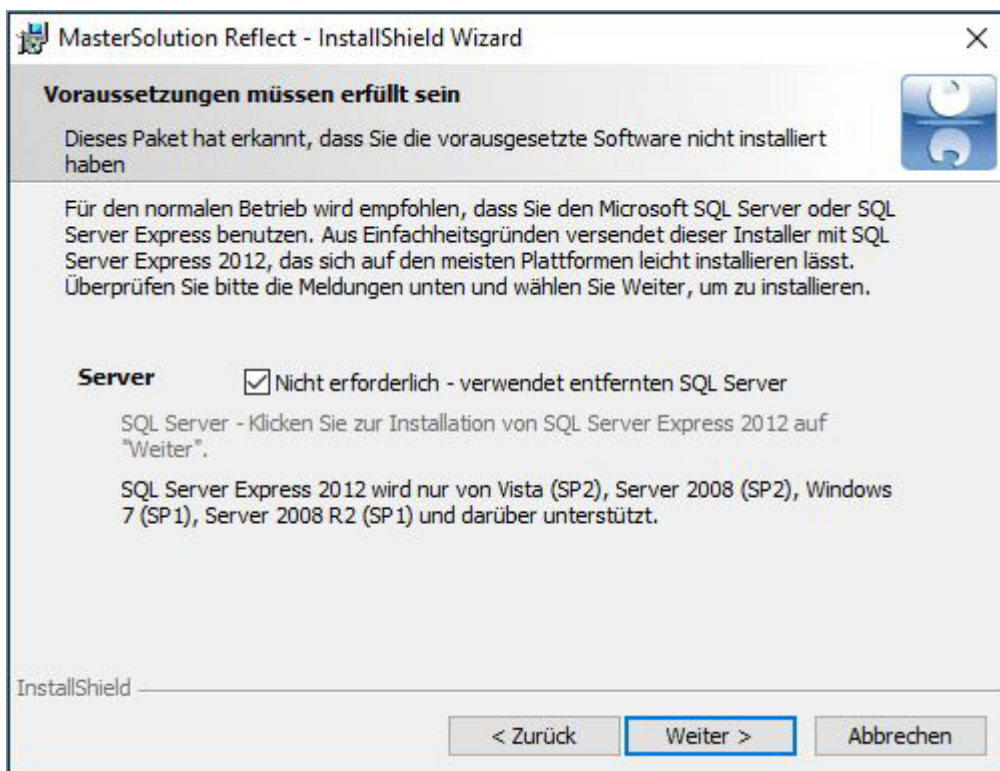 MasterSolution Reflect - InstallShield Wizard
Voraussetzungen müssen erfüllt sein
Dieses Paket hat erkannt, dass Sie die vorausgesetzte Software nicht installiert
haben
Für den normalen Betrieb wird empfohlen, dass Sie den Microsoft SQL Server oder SQL
Server Express benutzen. Aus Einfachheitsgründen versendet dieser Installer mit SQL
Server Express 2012, das sich auf den meisten Plattformen leicht installieren lässt.
Überprüfen Sie bitte die Meldungen unten und wählen Sie Weiter, um zu installieren.
Server
Nicht erforderlich - verwendet entfernten SQL Server
SQL Server - Klicken Sie zur Installation von SQL Server Express 2012 auf
"Weiter".
SQL Server Express 2012 wird nur von Vista (SP2), Server 2008 (SP2), Windows
7 (SP1), Server 2008 R2 (SP1) und darüber unterstützt.
InstallShield
< Zurück
Weiter >
Abbrechen